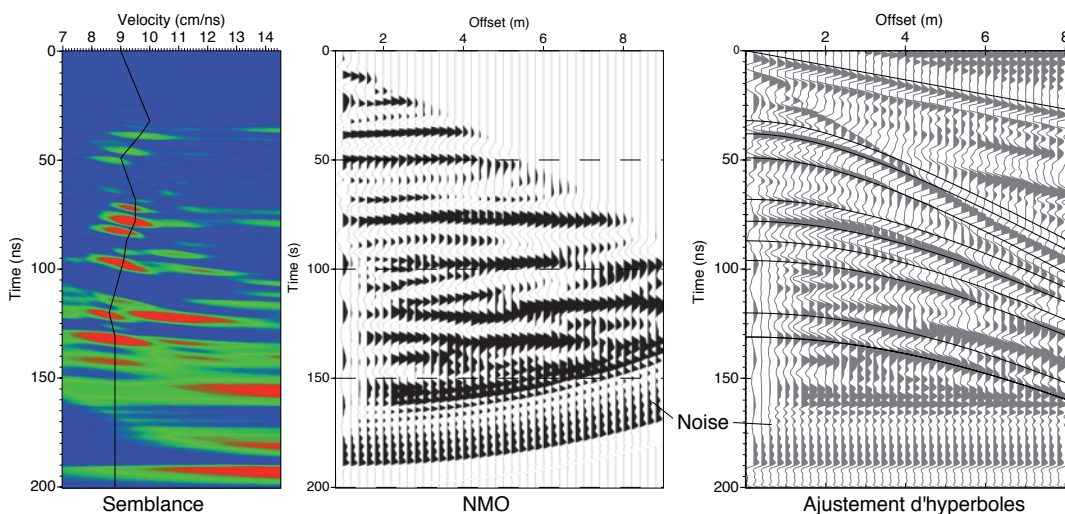 Velocity (cm/ns)
7 8 9 10 11 12 13 14
Time (ns)
0
50
100
150
200
Semblance
Offset (m)
2 4 6 8
Time (s)
0
50
100
150
200
NMO
Noise
Offset (m)
2 4 6 8
Time (ns)
0
50
100
150
200
Ajustement d'hyperboles